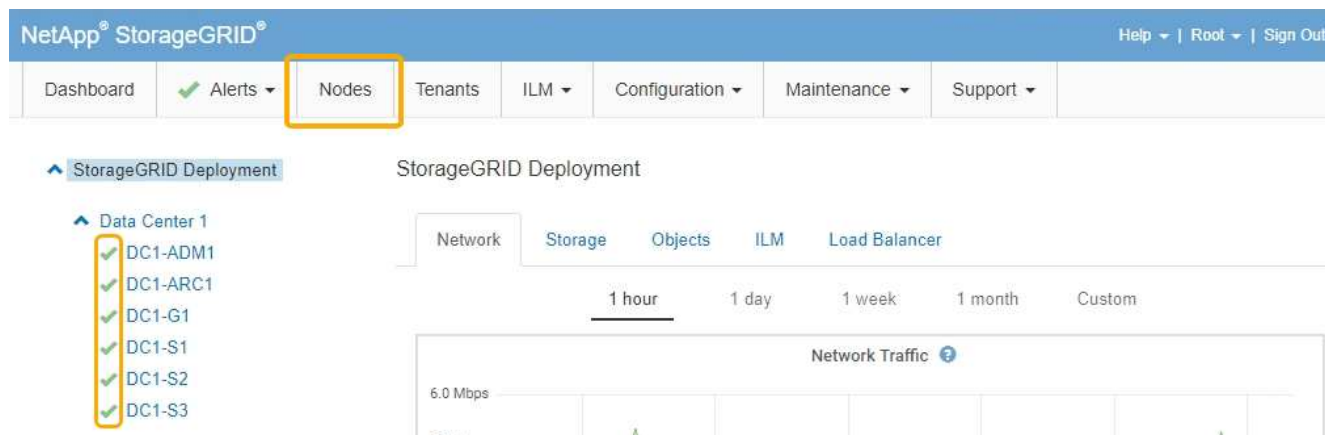 NetApp® StorageGRID®
Help | Root | Sign Out
Dashboard Alerts Nodes Tenants ILM Configuration Maintenance Support
StorageGRID Deployment
StorageGRID Deployment
Data Center 1
DC1-ADM1
DC1-ARC1
DC1-G1
DC1-S1
DC1-S2
DC1-S3
Network Storage Objects ILM Load Balancer
1 hour 1 day 1 week 1 month Custom
Network Traffic ?
6.0 Mbps